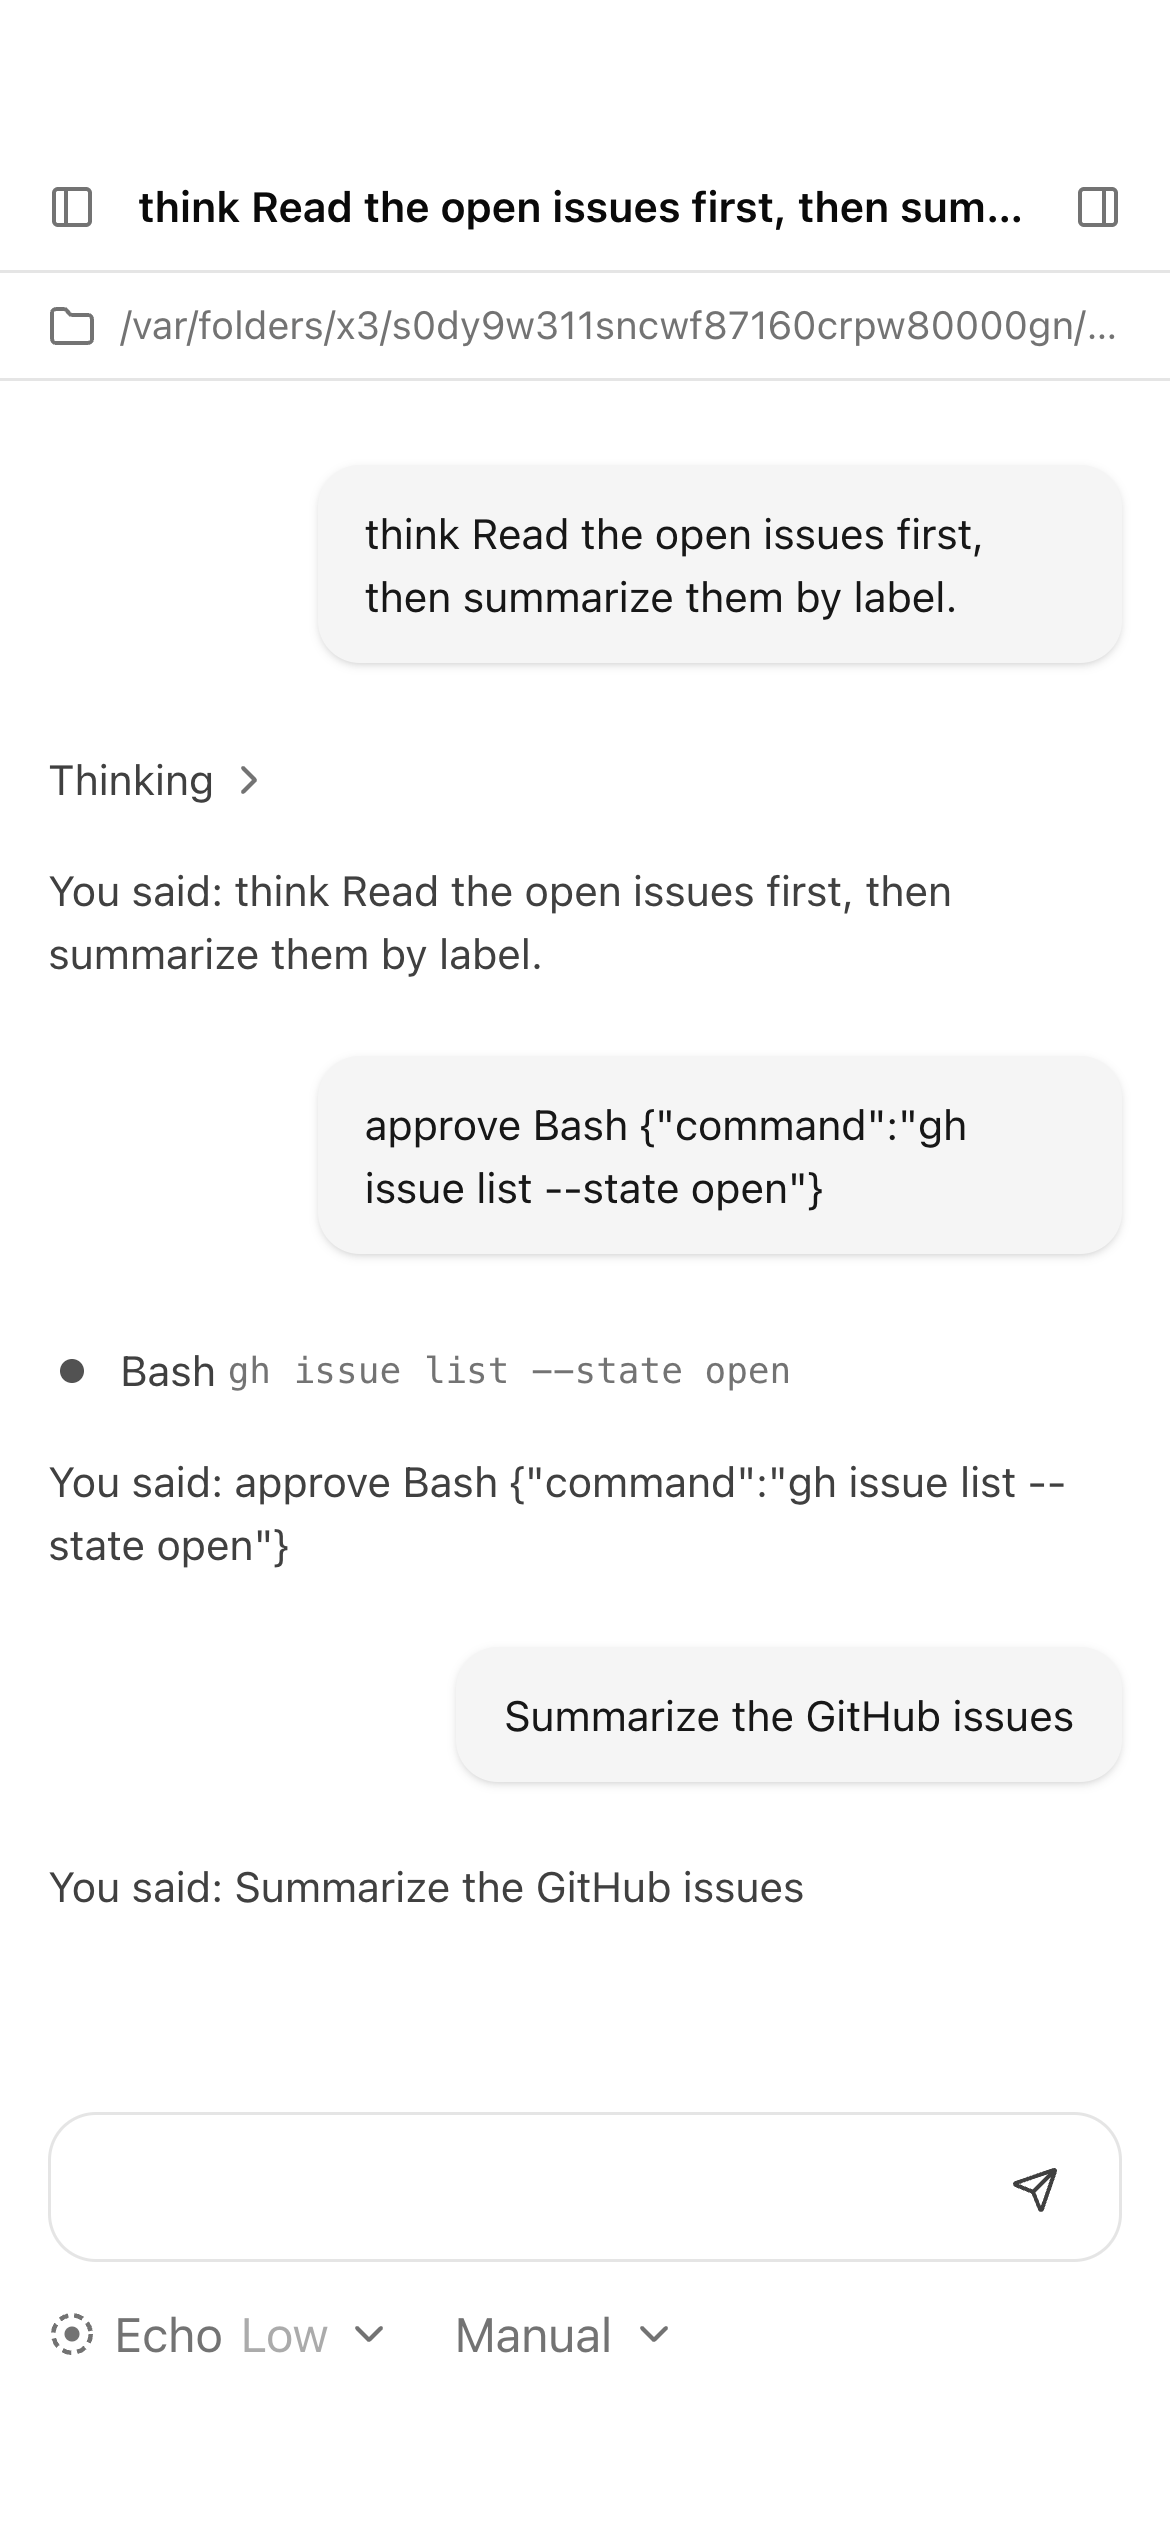 think Read the open issues first, then sum...
/var/folders/x3/s0dy9w311sncwf87160crpw80000gn/...
think Read the open issues first,
then summarize them by label.
Thinking
You said: think Read the open issues first, then
summarize them by label.
approve Bash {"command":"gh
issue list --state open"}
Bash gh issue list --state open
You said: approve Bash {"command":"gh issue list --
state open"}
Summarize the GitHub issues
You said: Summarize the GitHub issues
Echo Low Manual